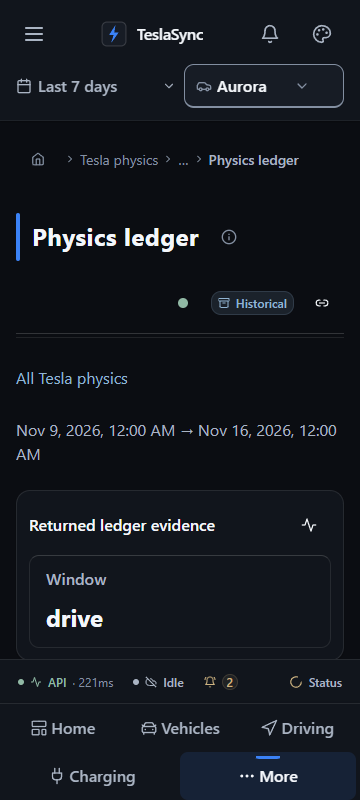 TeslaSync
Last 7 days
Aurora
Tesla physics
...
Physics ledger
Physics ledger
Historical
All Tesla physics
Nov 9, 2026, 12:00 AM → Nov 16, 2026, 12:00
AM
Returned ledger evidence
Window
drive
API · 221ms
Idle
2
Status
Home
Vehicles
Driving
Charging
More